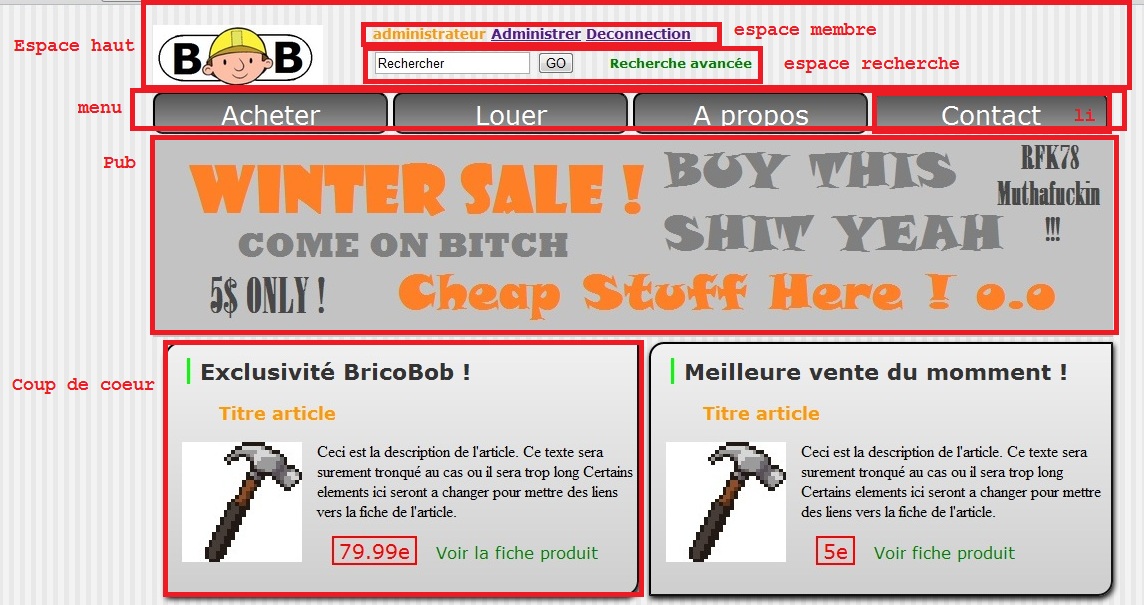 Espace haut
BOB
administrateur Administrer Deconnection
espace membre
Rechercher GO Recherche avancée
espace recherche
menu
Acheter Louer A propos Contact li
Pub
WINTER SALE !
COME ON BITCH
5$ ONLY !
BUY THIS
SHIT YEAH
RFK78
Muthafuckin
!!!
Cheap Stuff Here ! o.o
Coup de coeur
Exclusivité BricoBob !
Titre article
Ceci est la description de l'article. Ce texte sera
surement tronqué au cas ou il sera trop long Certains
elements ici seront a changer pour mettre des liens
vers la fiche de l'article.
79.99e Voir la fiche produit
Meilleure vente du momment !
Titre article
Ceci est la description de l'article. Ce texte sera
surement tronqué au cas ou il sera trop long
Certains elements ici seront a changer pour mettre
des liens vers la fiche de l'article.
5e Voir fiche produit